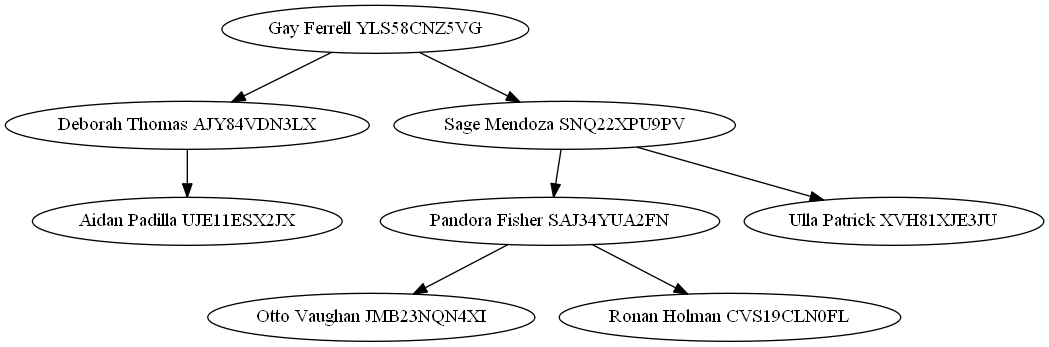 Gay Ferrell YLS58CNZ5VG
Deborah Thomas AJY84VDN3LX
Sage Mendoza SNQ22XPU9PV
Aidan Padilla UJE11ESX2JX
Pandora Fisher SAJ34YUA2FN
Ulla Patrick XVH81XJE3JU
Otto Vaughan JMB23NQN4XI
Ronan Holman CVS19CLN0FL